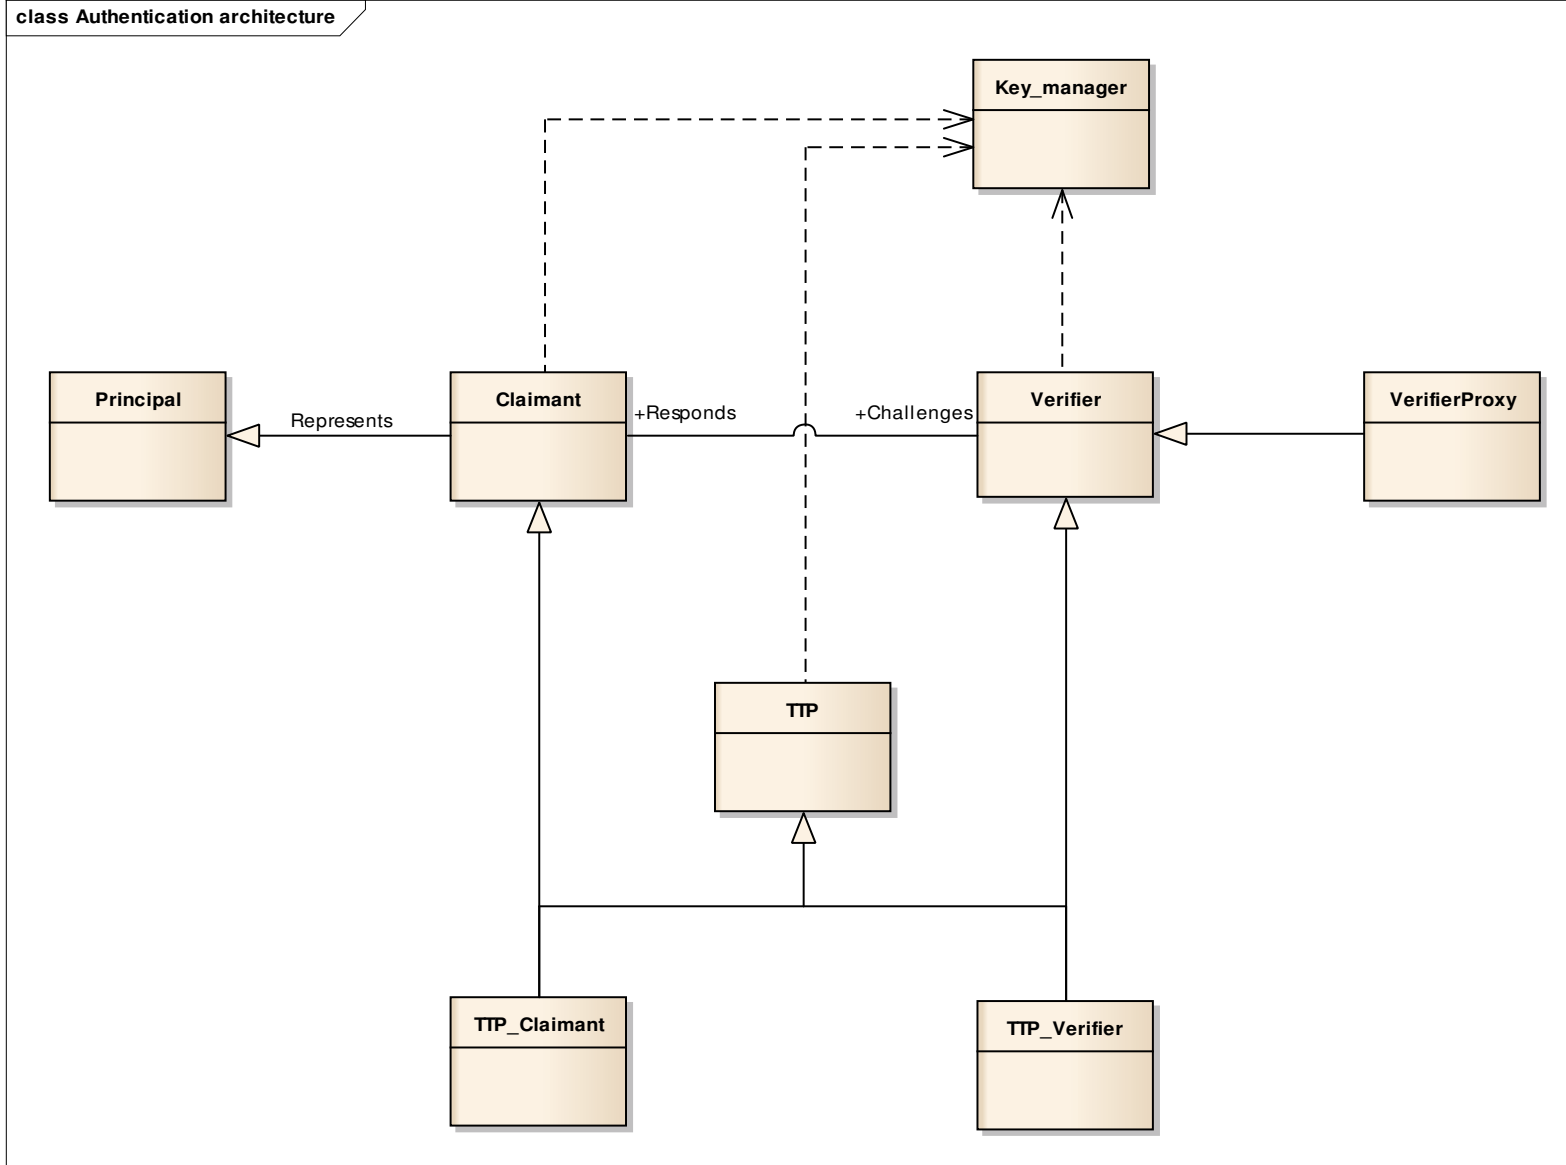 class Authentication architecture
Key_manager
Principal
Represents
Claimant
+Responds
+Challenges
Verifier
VerifierProxy
TTP
TTP_Claimant
TTP_Verifier